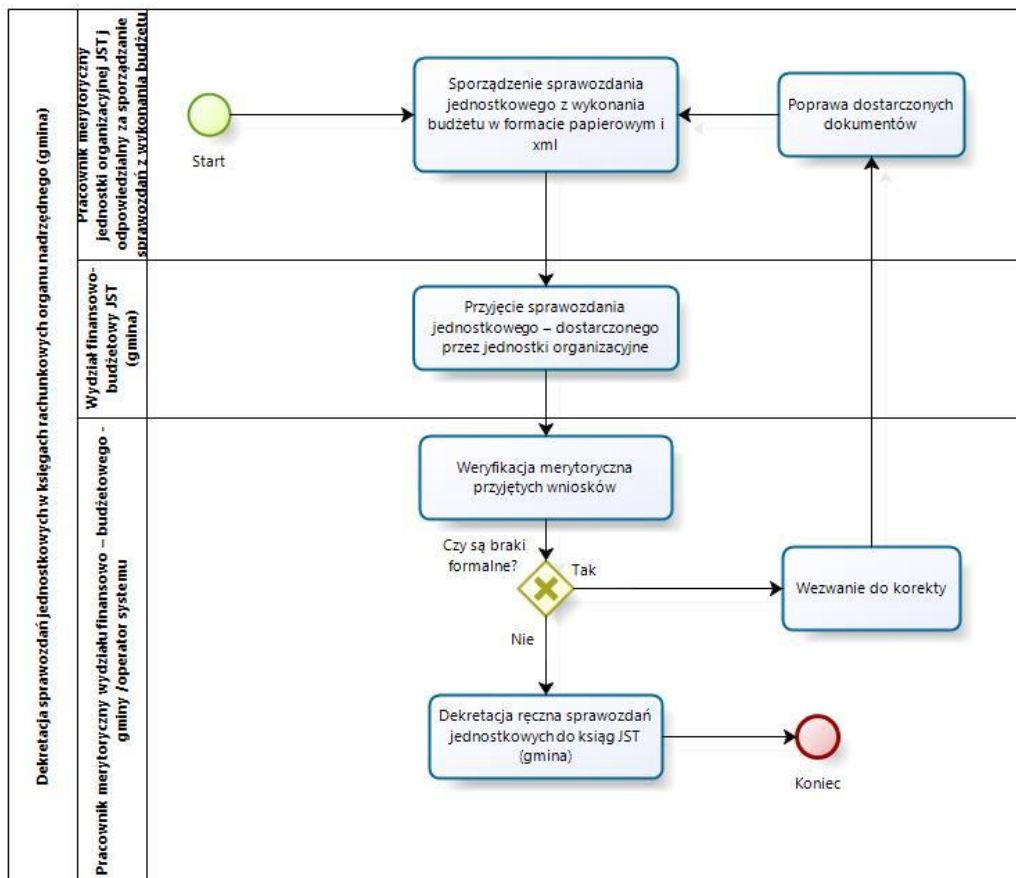 Dekretacja sprawozdań jednostkowych w księgach rachunkowych organu nadrzędnego (gmina)
Pracownik merytoryczny
jednostki organizacyjnej JST j
odpowiedzialny za sporządzanie
sprawozdań z wykonania budżetu
Start
Sporządzenie sprawozdania
jednostkowego z wykonania
budżetu w formacie papierowym i
xml
Poprawa dostarczonych
dokumentów
Wydział finansowo-
budżetowy JST
(gmina)
Przyjęcie sprawozdania
jednostkowego – dostarczonego
przez jednostki organizacyjne
Pracownik merytoryczny wydziału finansowo – budżetowego -
gminy /operator systemu
Weryfikacja merytoryczna
przyjętych wniosków
Czy są braki
formalne?
Tak
Wezwanie do korekty
Nie
Dekretacja ręczna sprawozdań
jednostkowych do ksiąg JST
(gmina)
Koniec